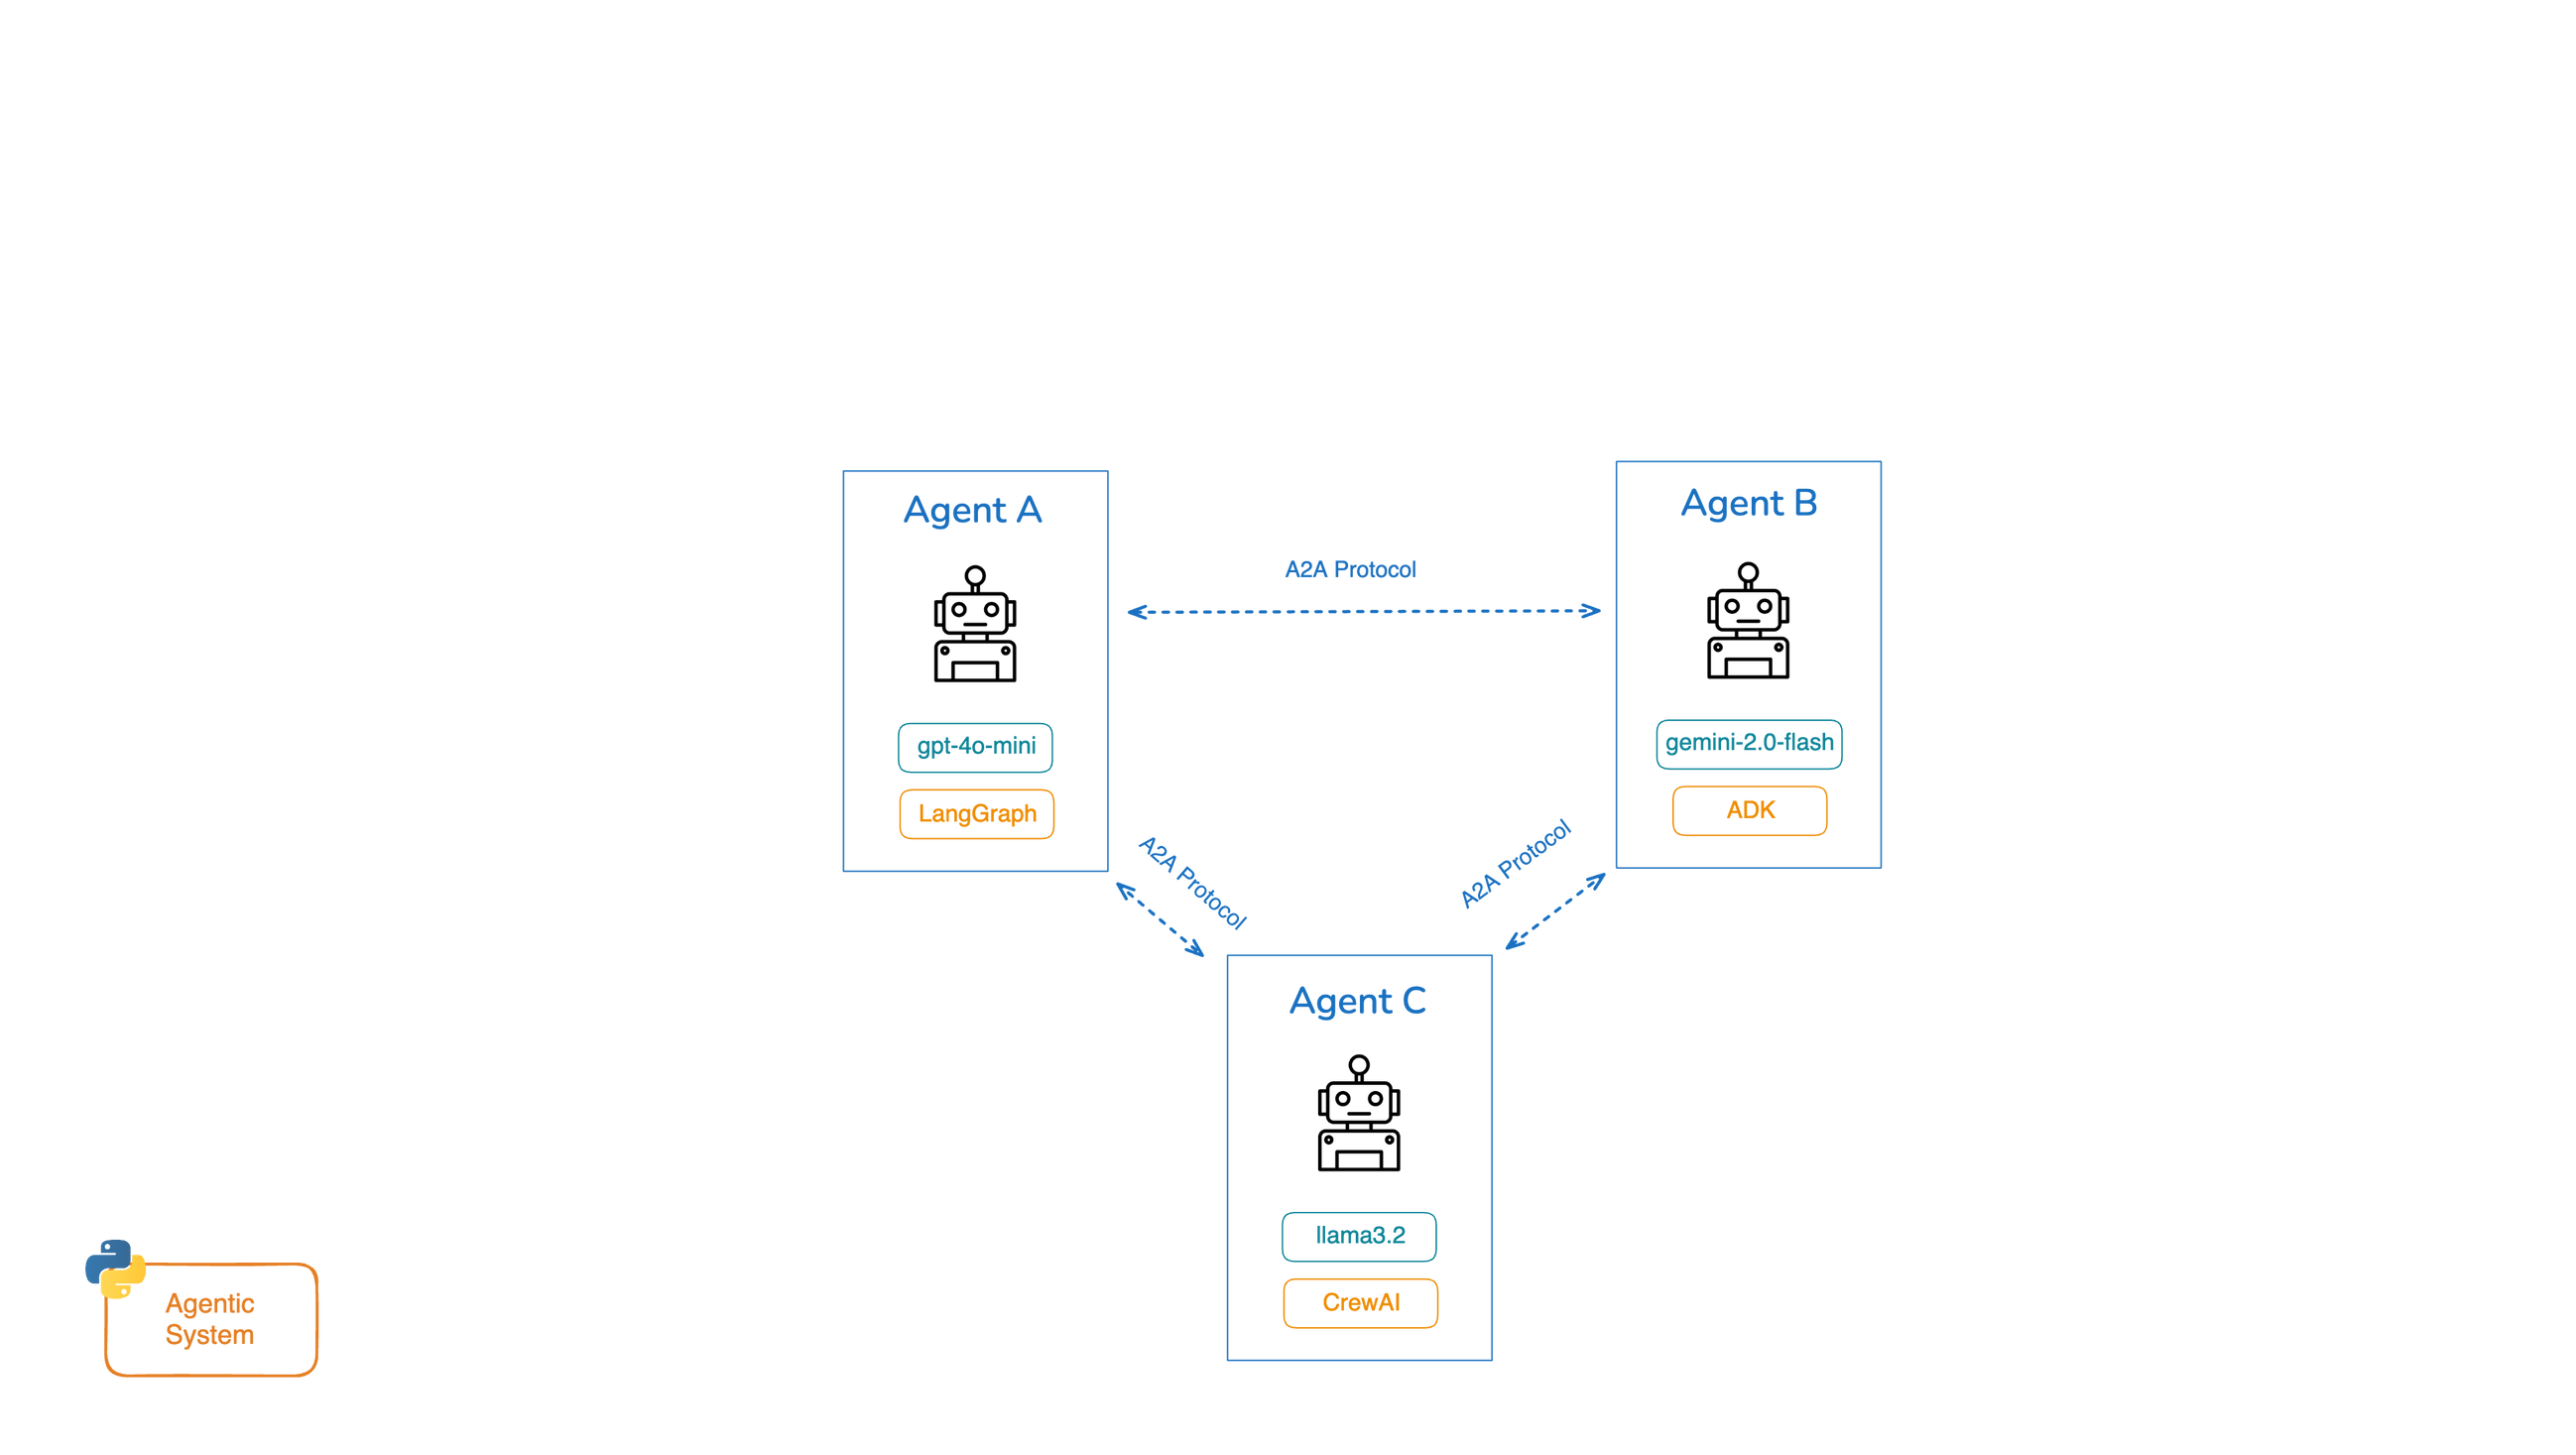 Agent A
Agent B
A2A Protocol
gpt-4o-mini
LangGraph
gemini-2.0-flash
ADK
A2A Protocol
A2A Protocol
Agent C
llama3.2
CrewAI
Agentic
System